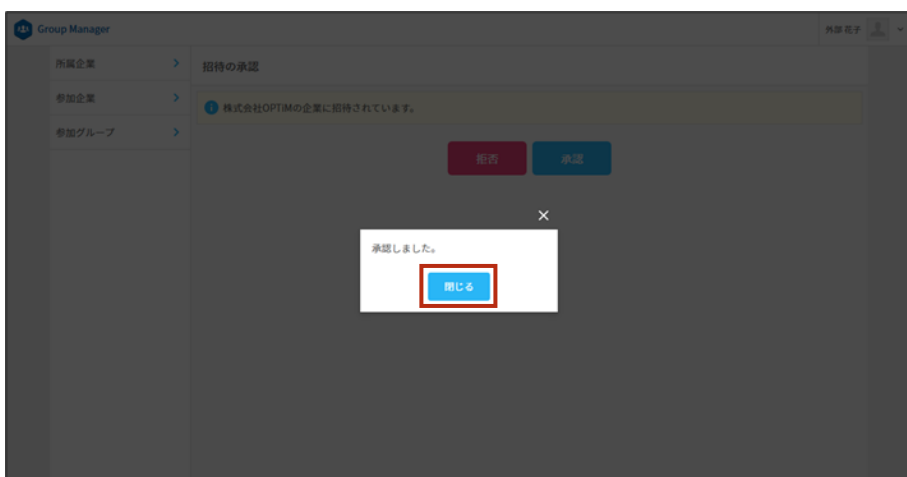 Group Manager
外部 花子
所属企業
参加企業
参加グループ
招待の承認
株式会社OPTiMの企業に招待されています。
拒否
承認
承認しました。
閉じる